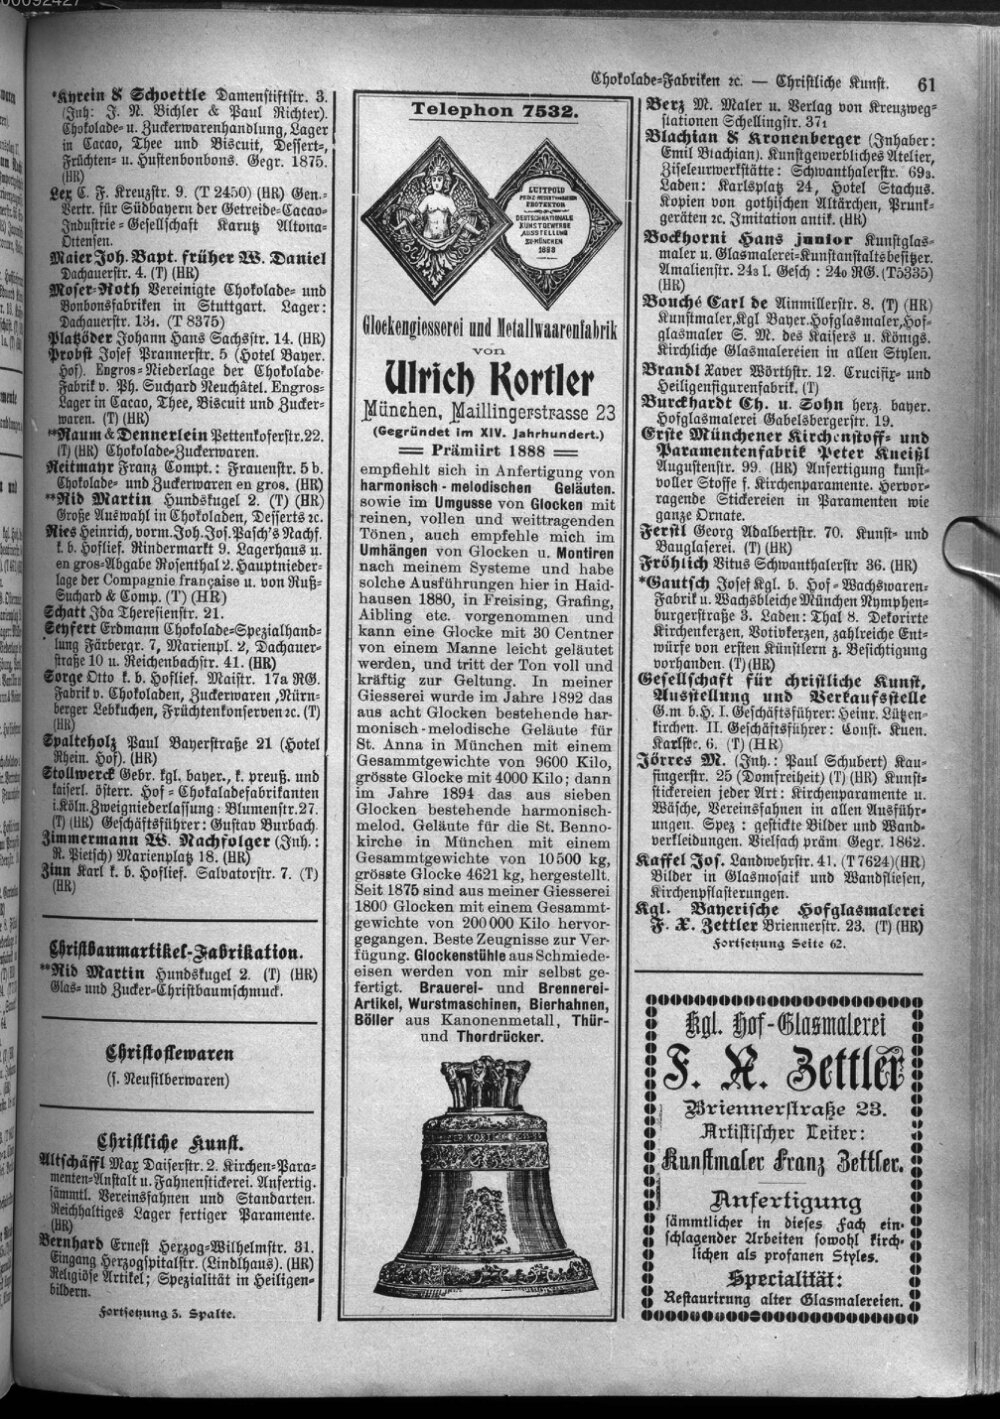 Chokolade-Fabriken ꝛc. — Christliche Kunst. 61
*Kyrein & Schoettle Damenstiftstr. 3.
(Inh: J. N. Bichler & Paul Richter).
Chokolade- u. Zuckerwarenhandlung, Lager
in Cacao, Thee und Biscuit, Dessert-,
Früchten- u. Hustenbonbons. Gegr. 1875.
(HR)
Lex C. F. Kreuzstr. 9. (T 2450) (HR) Gen.-
Vertr. für Südbayern der Getreide-Cacao-
Industrie-Gesellschaft Karutz Altona-
Ottensen.
Maier Joh. Bapt. früher W. Daniel
Dachauerstr. 4. (T) (HR)
Moser-Roth Vereinigte Chokolade- und
Bonbonsfabriken in Stuttgart. Lager:
Dachauerstr. 131. (T 8375)
Platzöder Johann Hans Sachsstr. 14. (HR)
Probst Josef Prannerstr. 5 (Hotel Bayer.
Hof). Engros-Niederlage der Chokolade-
Fabrik v. Ph. Suchard Neuchâtel. Engros-
Lager in Cacao, Thee, Biscuit und Zucker-
waren. (T) (HR)
**Raum & Dennerlein Pettenkoferstr. 22.
(T) (HR) Chokolade-Zuckerwaren.
Reitmayr Franz Compt.: Frauenstr. 5 b.
Chokolade- und Zuckerwaren en gros. (HR)
**Rid Martin Hundskugel 2. (T) (HR)
Große Auswahl in Chokoladen, Desserts ꝛc.
Ries Heinrich, vorm. Joh. Jos. Pasch's Nachf.
k. b. Hoflief. Rindermarkt 9. Lagerhaus u.
en gros-Abgabe Rosenthal 2. Hauptnieder-
lage der Compagnie française u. von Ruß-
Suchard & Comp. (T) (HR)
Schatt Ida Theresienstr. 21.
Seyfert Erdmann Chokolade-Spezialhand-
lung Färbergr. 7, Marienpl. 2, Dachauer-
straße 10 u. Reichenbachstr. 41. (HR)
Sorge Otto k. b. Hoflief. Maistr. 17a RG.
Fabrik v. Chokoladen, Zuckerwaren, Nürn-
berger Lebkuchen, Früchtenkonserven ꝛc. (T)
(HR)
Spalteholz Paul Bayerstraße 21 (Hotel
Rhein. Hof). (HR)
Stollwerck Gebr. kgl. bayer., k. preuß. und
kaiserl. österr. Hof-Chokoladefabrikanten
i. Köln. Zweigniederlassung: Blumenstr. 27.
(T) (HR) Geschäftsführer: Gustav Burbach.
Zimmermann W. Nachfolger (Inh.:
R. Pietsch) Marienplatz 18. (HR)
Zinn Karl k. b. Hoflief. Salvatorstr. 7. (T)
(HR)
Christbaumartikel-Fabrikation.
**Rid Martin Hundskugel 2. (T) (HR)
Glas- und Zucker-Christbaumschmuck.
Christoflewaren
(s. Neusilberwaren)
Christliche Kunst.
Altschäffl Max Daiserstr. 2. Kirchen-Para-
menten-Anstalt u. Fahnenstickerei. Anfertig.
sämmtl. Vereinsfahnen und Standarten.
Reichhaltiges Lager fertiger Paramente.
(HR)
Bernhard Ernest Herzog-Wilhelmstr. 31.
Eingang Herzogspitalstr. (Lindlhaus). (HR)
Religiöse Artikel; Spezialität in Heiligen-
bildern.
Fortsetzung 3. Spalte.
Telephon 7532.
LUITPOLD
PRINZ-REGENT VON BAYERN
PROTEKTOR
DEUTSCH-NATIONALE
KUNSTGEWERBE
AUSSTELLUNG
ZU MÜNCHEN
1888
Glockengiesserei und Metallwaarenfabrik
von
Ulrich Kortler
München, Maillingerstrasse 23
(Gegründet im XIV. Jahrhundert.)
Prämiirt 1888
empfiehlt sich in Anfertigung von
harmonisch-melodischen Geläuten,
sowie im Umgusse von Glocken mit
reinen, vollen und weittragenden
Tönen, auch empfehle mich im
Umhängen von Glocken u. Montiren
nach meinem Systeme und habe
solche Ausführungen hier in Haid-
hausen 1880, in Freising, Grafing,
Aibling etc. vorgenommen und
kann eine Glocke mit 30 Centner
von einem Manne leicht geläutet
werden, und tritt der Ton voll und
kräftig zur Geltung. In meiner
Giesserei wurde im Jahre 1892 das
aus acht Glocken bestehende har-
monisch-melodische Geläute für
St. Anna in München mit einem
Gesammtgewichte von 9600 Kilo,
grösste Glocke mit 4000 Kilo; dann
im Jahre 1894 das aus sieben
Glocken bestehende harmonisch-
melod. Geläute für die St. Benno-
kirche in München mit einem
Gesammtgewichte von 10500 kg,
grösste Glocke 4621 kg, hergestellt.
Seit 1875 sind aus meiner Giesserei
1800 Glocken mit einem Gesammt-
gewichte von 200000 Kilo hervor-
gegangen. Beste Zeugnisse zur Ver-
fügung. Glockenstühle aus Schmiede-
eisen werden von mir selbst ge-
fertigt. Brauerei- und Brennerei-
Artikel, Wurstmaschinen, Bierhahnen,
Böller aus Kanonenmetall, Thür-
und Thordrücker.
Berz M. Maler u. Verlag von Kreuzweg-
stationen Schellingstr. 371
Blachian & Kronenberger (Inhaber:
Emil Blachian). Kunstgewerbliches Atelier,
Ziseleurwerkstätte: Schwanthalerstr. 693.
Laden: Karlsplatz 24, Hotel Stachus.
Kopien von gothischen Altärchen, Prunk-
geräten ꝛc. Imitation antik. (HR)
Bockhorni Hans junior Kunstglas-
maler u. Glasmalerei-Kunstanstaltsbesitzer.
Amalienstr. 243 l. Gesch: 240 RG. (T5335)
(HR)
Bouché Carl de Ainmillerstr. 8. (T) (HR)
Kunstmaler, Kgl Bayer. Hofglasmaler, Hof-
glasmaler S. M. des Kaisers u. Königs.
Kirchliche Glasmalereien in allen Stylen.
Brandl Xaver Wörthstr. 12. Crucifix- und
Heiligenfigurenfabrik. (T)
Burckhardt Ch. u. Sohn herz. bayer.
Hofglasmalerei Gabelsbergerstr. 19.
Erste Münchener Kirchenstoff- und
Paramentenfabrik Peter Kneißl
Augustenstr. 99. (HR) Anfertigung kunst-
voller Stoffe f. Kirchenparamente. Hervor-
ragende Stickereien in Paramenten wie
ganze Ornate.
Ferstl Georg Adalbertstr. 70. Kunst- und
Bauglaserei. (T) (HR)
Fröhlich Vitus Schwanthalerstr 36. (HR)
*Gautsch Josef Kgl. b. Hof-Wachswaren-
Fabrik u. Wachsbleiche München Nymphen-
burgerstraße 3. Laden: Thal 8. Dekorirte
Kirchenkerzen, Votivkerzen, zahlreiche Ent-
würfe von ersten Künstlern z. Besichtigung
vorhanden. (T) (HR)
Gesellschaft für christliche Kunst,
Ausstellung und Verkaufsstelle
G.m b.H. I. Geschäftsführer: Heinr. Lützen-
kirchen. II. Geschäftsführer: Const. Kuen.
Karlstr. 6. (T) (HR)
Jörres M. (Inh.: Paul Schubert) Kau-
fingerstr. 25 (Domfreiheit) (T) (HR) Kunst-
stickereien jeder Art: Kirchenparamente u.
Wäsche, Vereinsfahnen in allen Ausführ-
ungen. Spez: gestickte Bilder und Wand-
verkleidungen. Vielfach präm Gegr. 1862.
Kaffel Jos. Landwehrstr. 41. (T 7624) (HR)
Bilder in Glasmosaik und Wandfliesen,
Kirchenpflasterungen.
Kgl. Bayerische Hofglasmalerei
F. X. Zettler Briennerstr. 23. (T) (HR)
Fortsetzung Seite 62.
Kgl. Hof-Glasmalerei
F. X. Zettler
Briennerstraße 23.
Artistischer Leiter:
Kunstmaler Franz Zettler.
Anfertigung
sämmtlicher in dieses Fach ein-
schlagender Arbeiten sowohl kirch-
lichen als profanen Styles.
Specialität:
Restaurirung alter Glasmalereien.